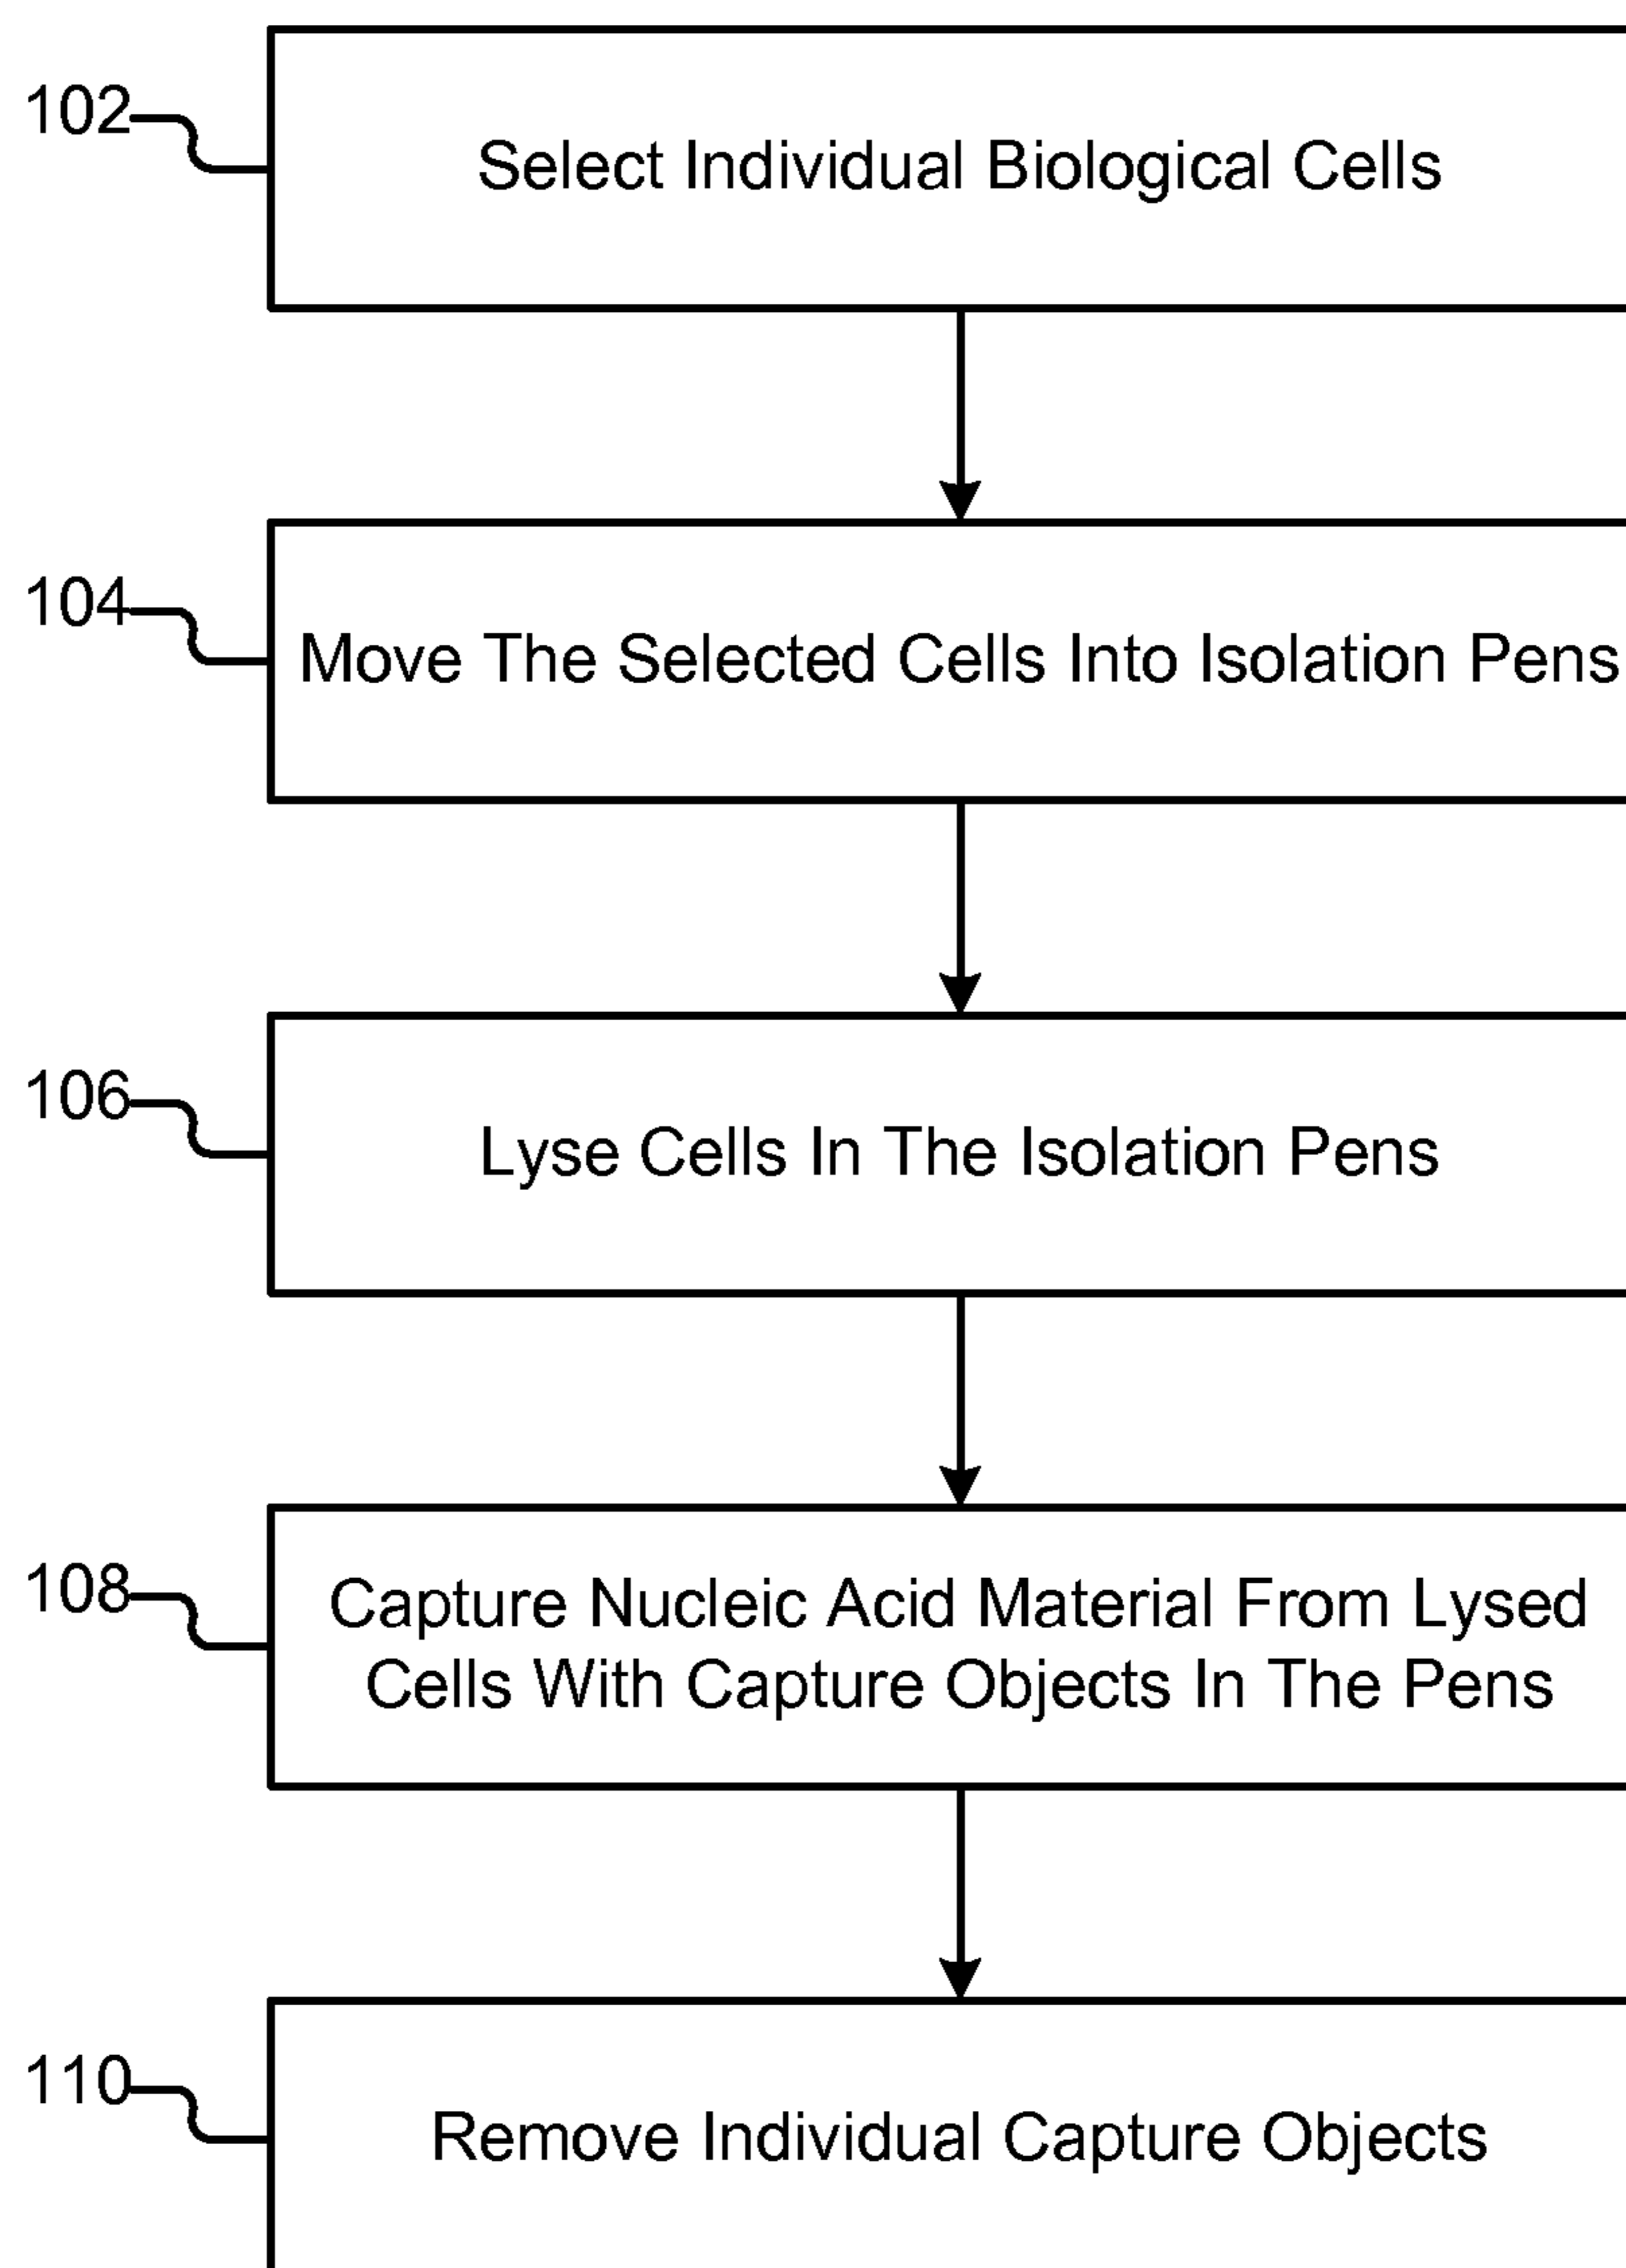 102
Select Individual Biological Cells
104
Move The Selected Cells Into Isolation Pens
106
Lyse Cells In The Isolation Pens
108
Capture Nucleic Acid Material From Lysed
Cells With Capture Objects In The Pens
110
Remove Individual Capture Objects